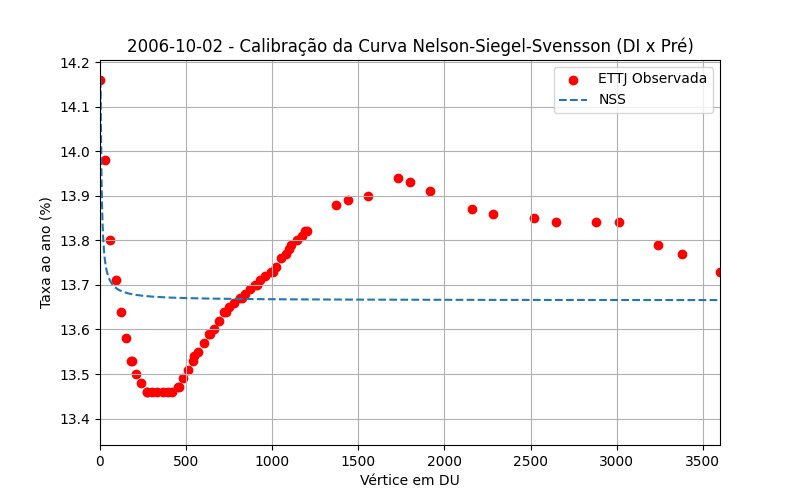 2006-10-02 - Calibração da Curva Nelson-Siegel-Svensson (DI x Pré)
ETTJ Observada
NSS
Taxa ao ano (%)
14.2
14.1
14.0
13.9
13.8
13.7
13.6
13.5
13.4
0 500 1000 1500 2000 2500 3000 3500
Vértice em DU